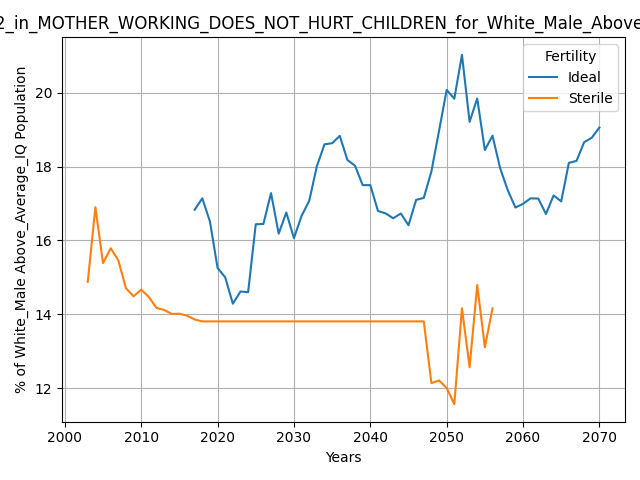 2_in_MOTHER_WORKING_DOES_NOT_HURT_CHILDREN_for_White_Male_Above
Fertility
Ideal
Sterile
% of White_Male Above_Average_IQ Population
20
18
16
14
12
2000 2010 2020 2030 2040 2050 2060 2070
Years